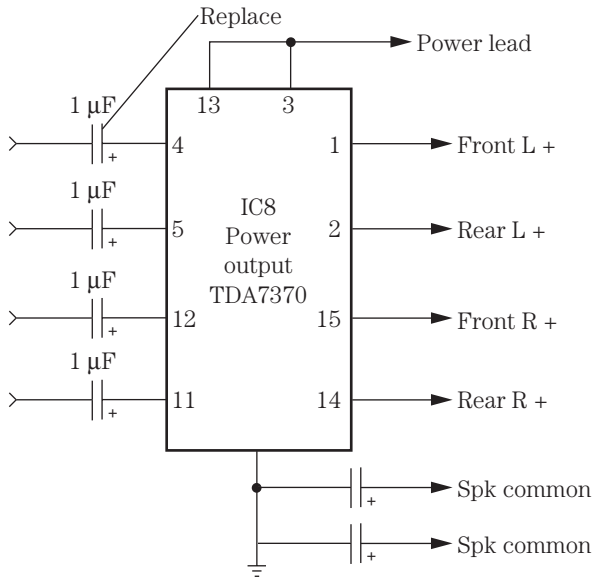 Replace
Power lead
1 µF
13
3
4
+
1
Front L +
1 µF
5
+
2
Rear L +
IC8
Power
output
TDA7370
1 µF
12
+
15
Front R +
1 µF
11
+
14
Rear R +
+
Spk common
+
Spk common